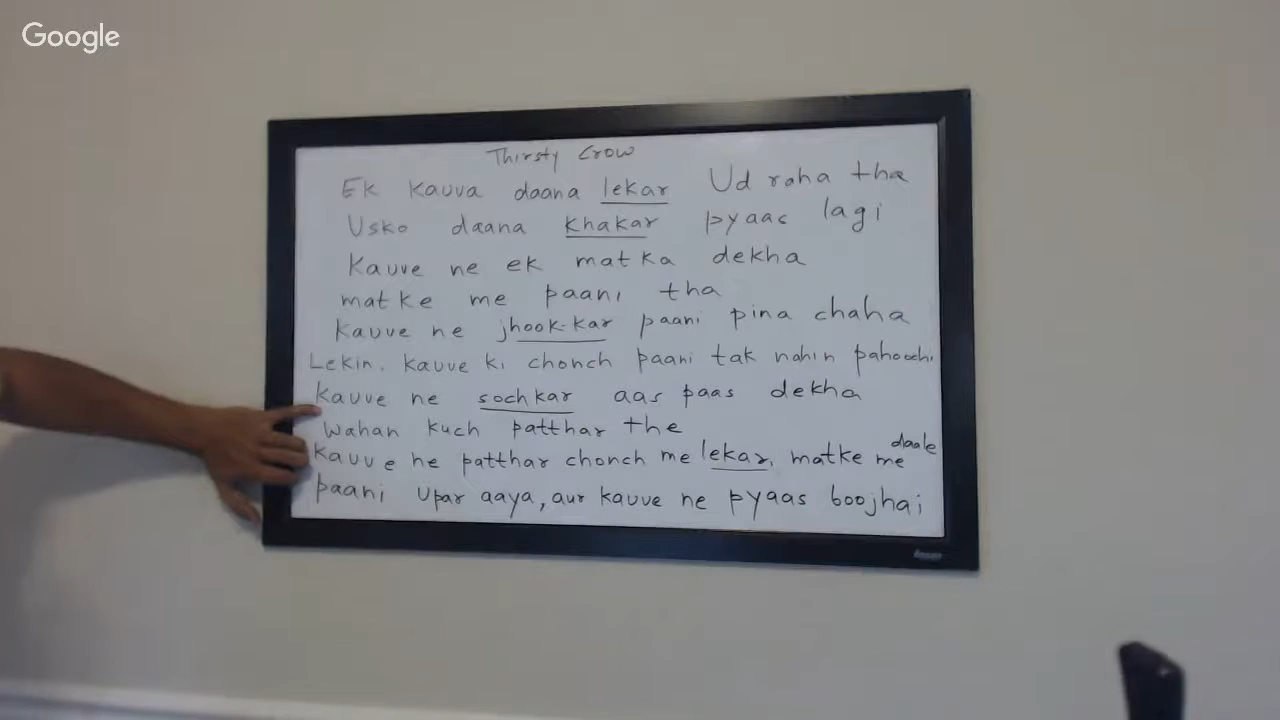 Google
Thirsty Crow
Ek kauva daana lekar Ud raha tha
Usko daana khakar pyaas lagi
Kauve ne ek matka dekha
matke me paani tha
kauve ne jhook-kar paani pina chaha
Lekin, kauve ki chonch paani tak nahin pahoochi
kauve ne sochkar aas paas dekha
wahan kuch patthar the
kauve ne patthar chonch me lekar, matke me daale
paani upar aaya, aur kauve ne pyaas boojhai